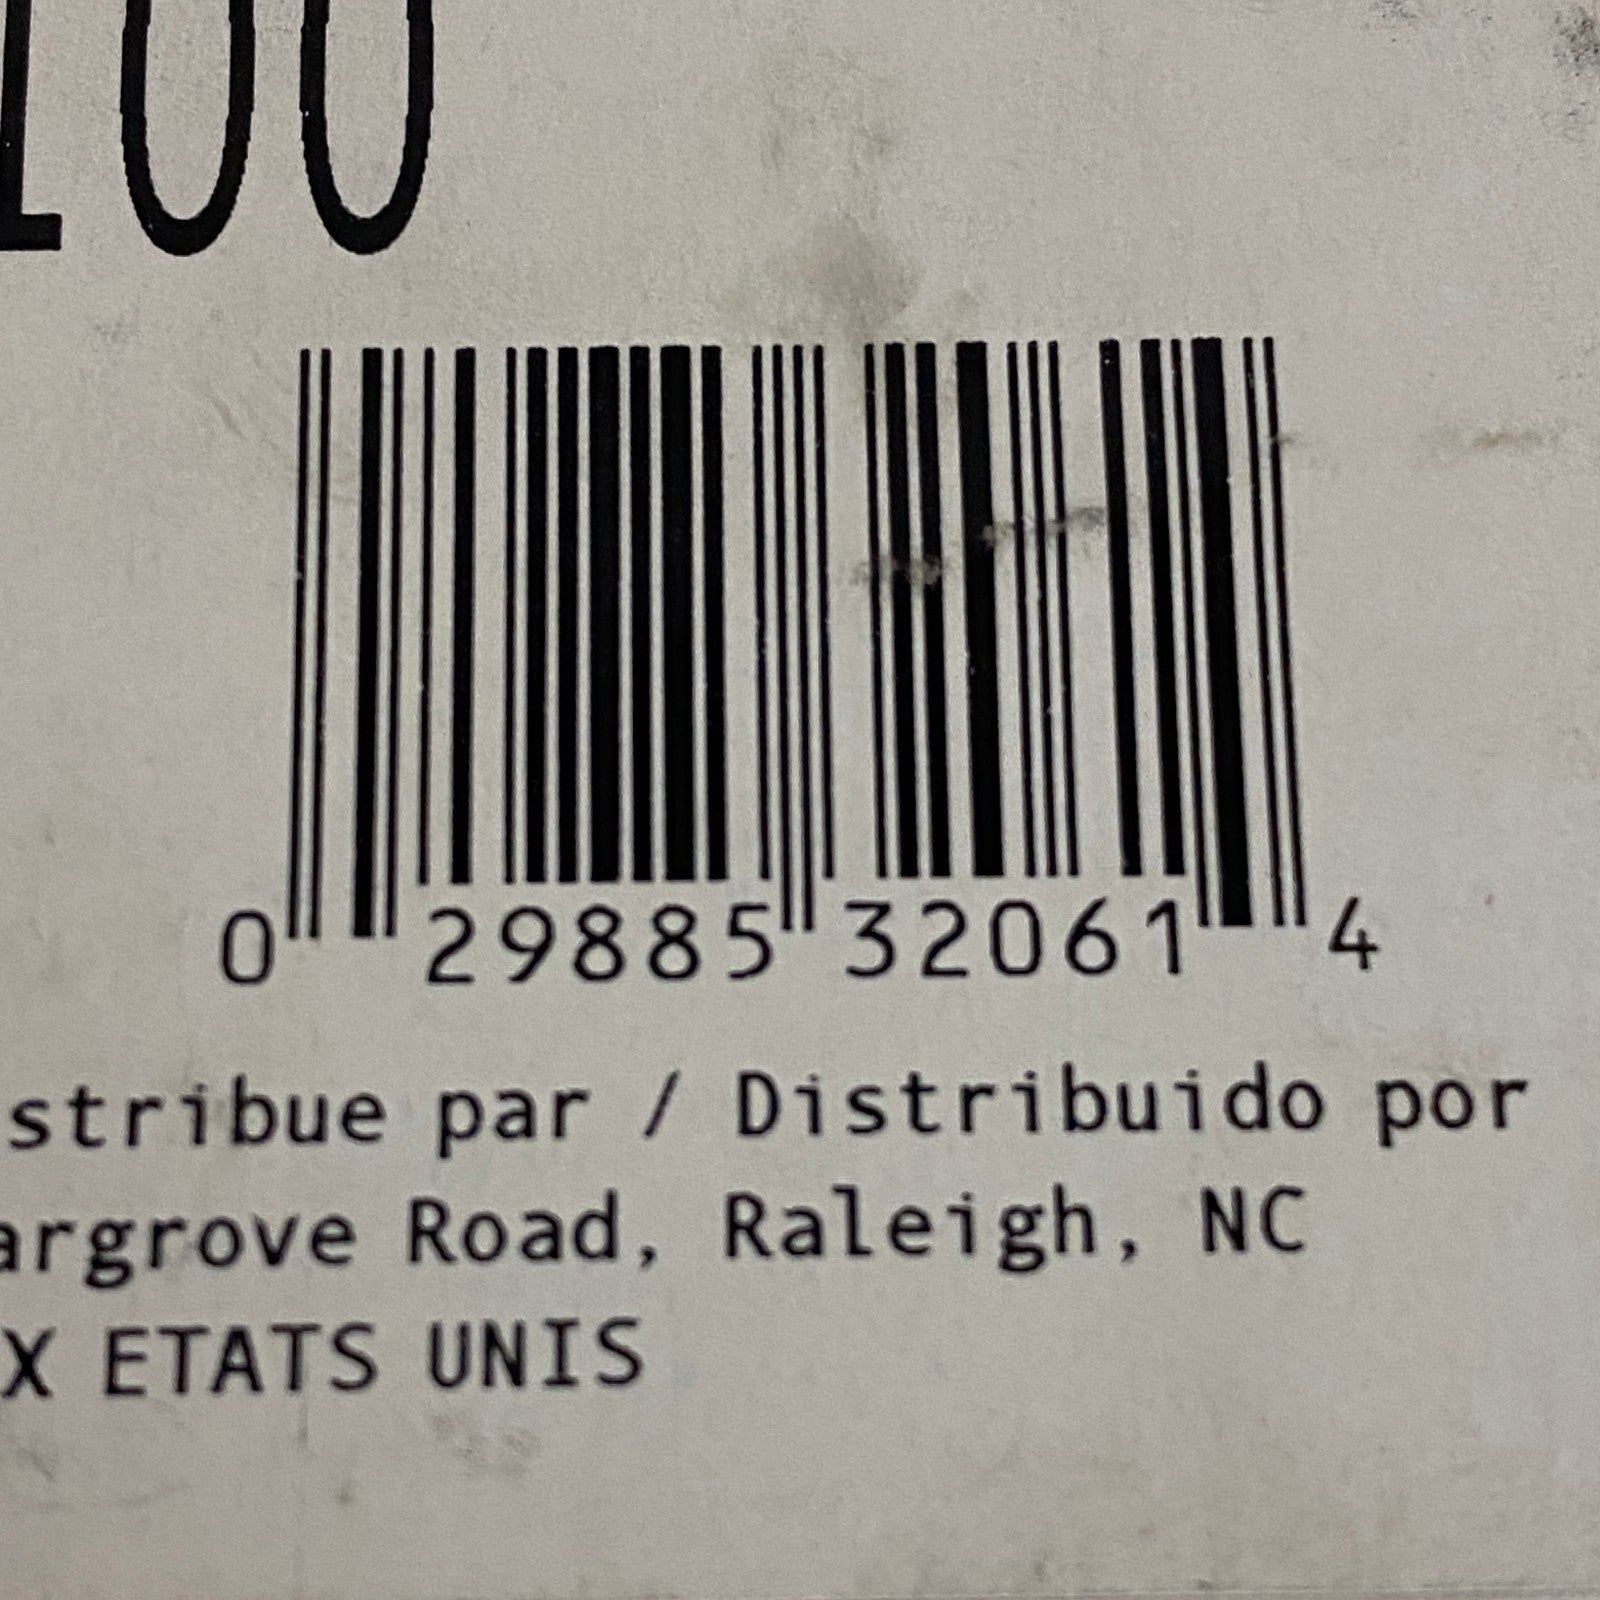 100
0 29885 32061 4
stribue par / Distribuido por
argrove Road, Raleigh, NC
X ETATS UNIS